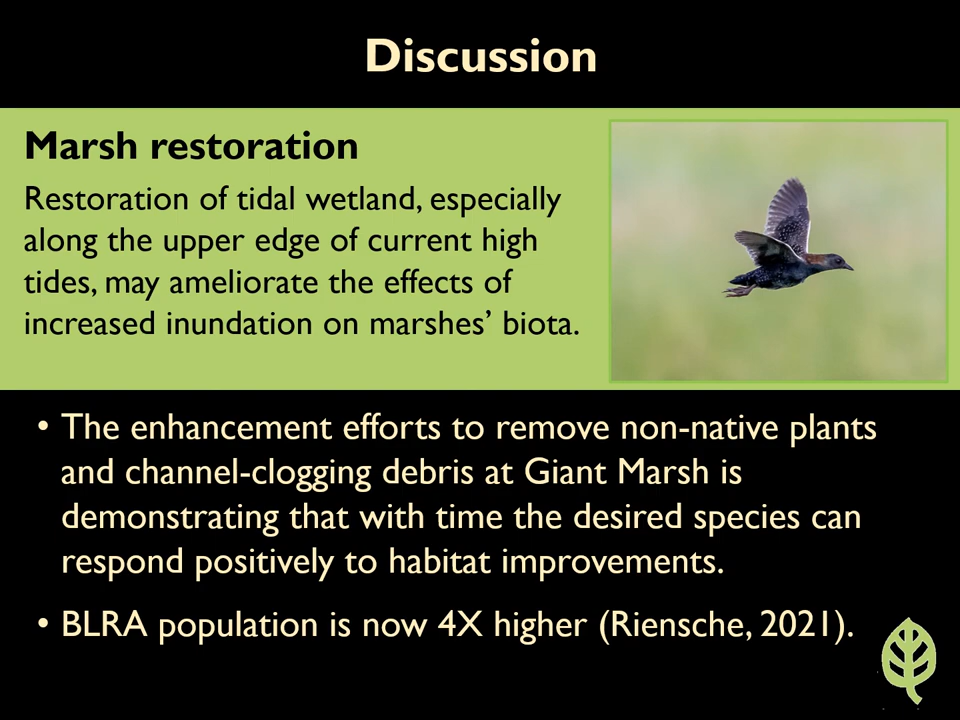 Discussion
Marsh restoration
Restoration of tidal wetland, especially
along the upper edge of current high
tides, may ameliorate the effects of
increased inundation on marshes’ biota.
• The enhancement efforts to remove non-native plants
and channel-clogging debris at Giant Marsh is
demonstrating that with time the desired species can
respond positively to habitat improvements.
• BLRA population is now 4X higher (Riensche, 2021).